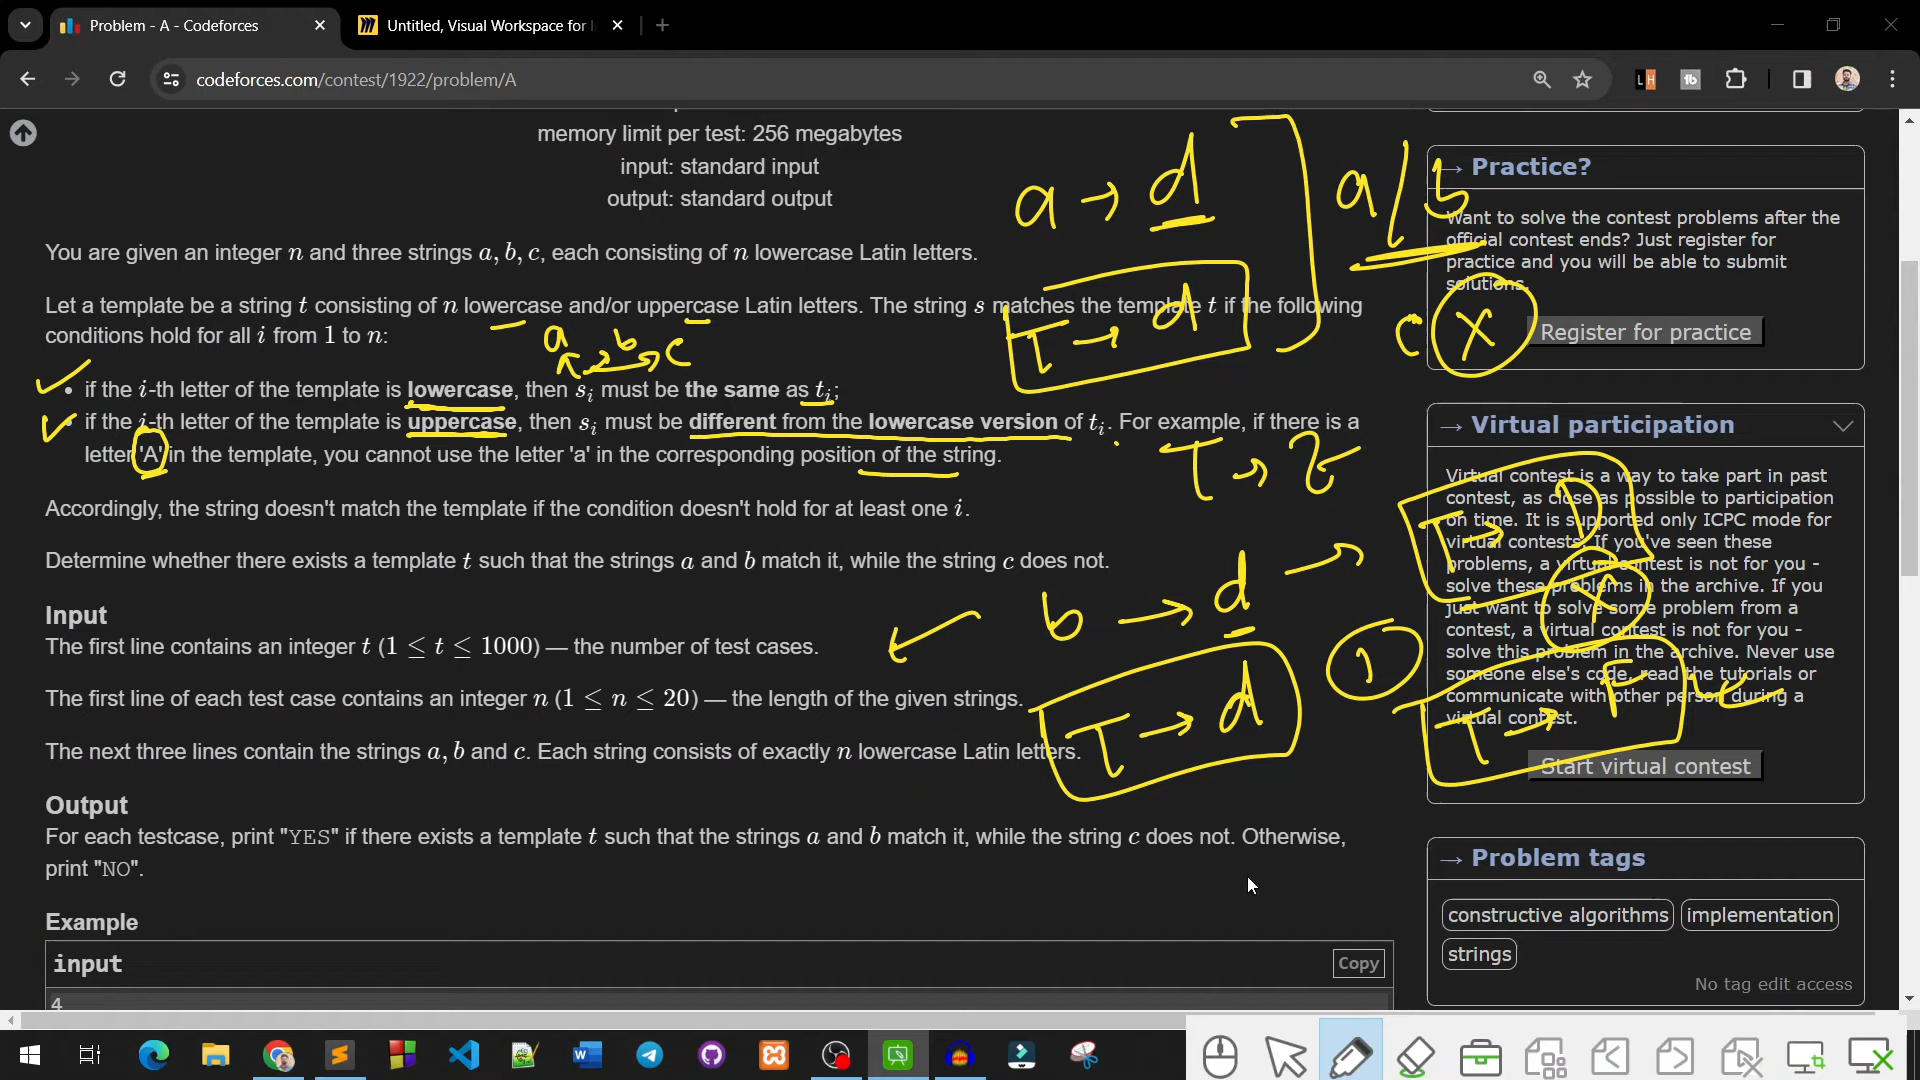 Problem - A - Codeforces
Untitled, Visual Workspace for I
codeforces.com/contest/1922/problem/A
memory limit per test: 256 megabytes
input: standard input
output: standard output
You are given an integer n and three strings a, b, c, each consisting of n lowercase Latin letters.
Let a template be a string t consisting of n lowercase and/or uppercase Latin letters. The string s matches the template t if the following
conditions hold for all i from 1 to n:
• if the i-th letter of the template is lowercase, then sᵢ must be the same as tᵢ;
• if the i-th letter of the template is uppercase, then sᵢ must be different from the lowercase version of tᵢ. For example, if there is a
letter 'A' in the template, you cannot use the letter 'a' in the corresponding position of the string.
Accordingly, the string doesn't match the template if the condition doesn't hold for at least one i.
Determine whether there exists a template t such that the strings a and b match it, while the string c does not.
Input
The first line contains an integer t (1 ≤ t ≤ 1000) — the number of test cases.
The first line of each test case contains an integer n (1 ≤ n ≤ 20) — the length of the given strings.
The next three lines contain the strings a, b and c. Each string consists of exactly n lowercase Latin letters.
Output
For each testcase, print "YES" if there exists a template t such that the strings a and b match it, while the string c does not. Otherwise,
print "NO".
Example
input
Copy
4
a b c
a → d
T → d
a/b
c X
b → d →
T → d
T → D
T → F
→ Practice?
Want to solve the contest problems after the
official contest ends? Just register for
practice and you will be able to submit
solutions.
Register for practice
→ Virtual participation
Virtual contest is a way to take part in past
contest, as close as possible to participation
on time. It is supported only ICPC mode for
virtual contests. If you've seen these
problems, a virtual contest is not for you -
solve these problems in the archive. If you
just want to solve some problem from a
contest, a virtual contest is not for you -
solve this problem in the archive. Never use
someone else's code, read the tutorials or
communicate with other person during a
virtual contest.
Start virtual contest
→ Problem tags
constructive algorithms implementation
strings
No tag edit access